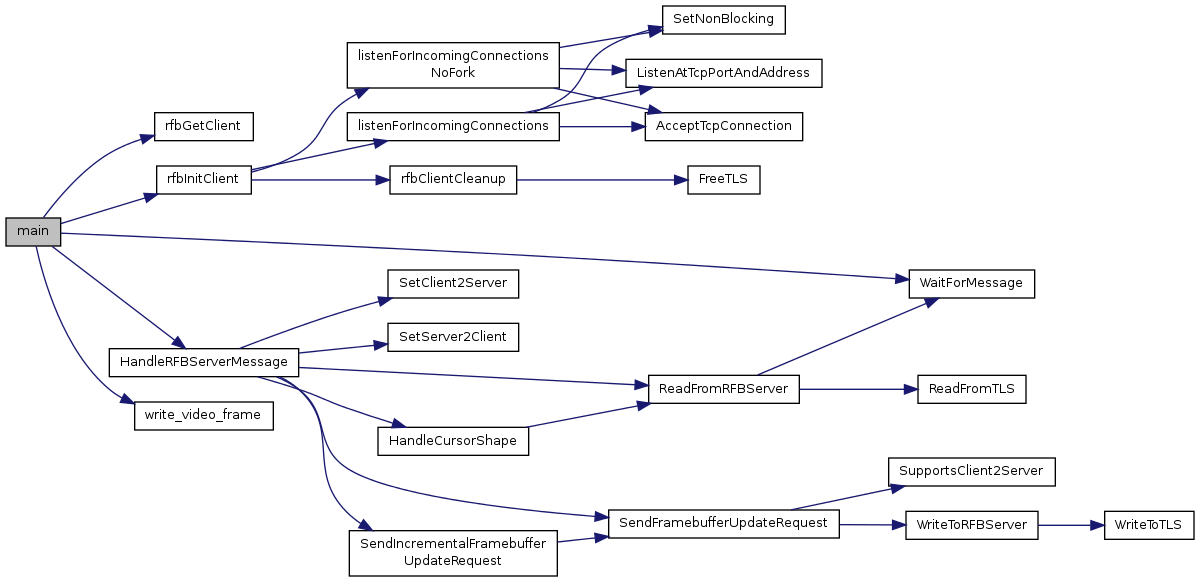 SetNonBlocking
listenForIncomingConnections
NoFork
ListenAtTcpPortAndAddress
rfbGetClient
listenForIncomingConnections
AcceptTcpConnection
rfbInitClient
rfbClientCleanup
FreeTLS
main
SetClient2Server
WaitForMessage
SetServer2Client
HandleRFBServerMessage
ReadFromRFBServer
ReadFromTLS
write_video_frame
HandleCursorShape
SupportsClient2Server
SendFramebufferUpdateRequest
WriteToRFBServer
WriteToTLS
SendIncrementalFramebuffer
UpdateRequest